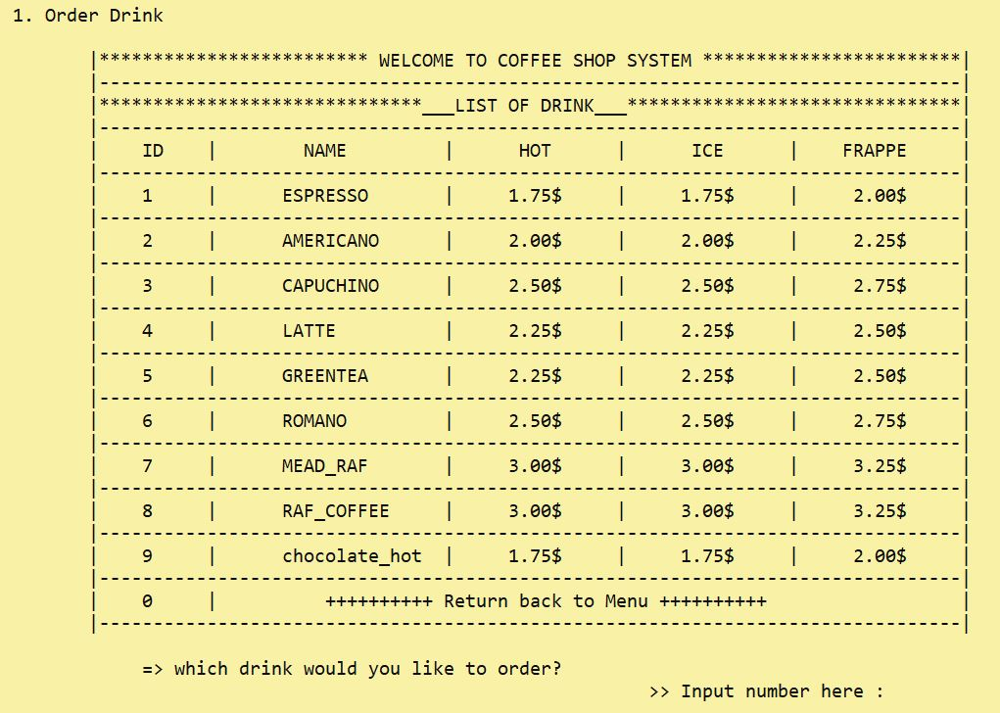 1. Order Drink
|************************* WELCOME TO COFFEE SHOP SYSTEM ************************|
|--------------------------------------------------------------------------------|
|******************************___LIST OF DRINK___*******************************|
|--------------------------------------------------------------------------------|
|    ID    |        NAME         |      HOT      |      ICE      |    FRAPPE     |
|--------------------------------------------------------------------------------|
|    1     |      ESPRESSO       |     1.75$     |     1.75$     |     2.00$     |
|--------------------------------------------------------------------------------|
|    2     |      AMERICANO      |     2.00$     |     2.00$     |     2.25$     |
|--------------------------------------------------------------------------------|
|    3     |      CAPUCHINO      |     2.50$     |     2.50$     |     2.75$     |
|--------------------------------------------------------------------------------|
|    4     |      LATTE          |     2.25$     |     2.25$     |     2.50$     |
|--------------------------------------------------------------------------------|
|    5     |      GREENTEA       |     2.25$     |     2.25$     |     2.50$     |
|--------------------------------------------------------------------------------|
|    6     |      ROMANO         |     2.50$     |     2.50$     |     2.75$     |
|--------------------------------------------------------------------------------|
|    7     |      MEAD_RAF       |     3.00$     |     3.00$     |     3.25$     |
|--------------------------------------------------------------------------------|
|    8     |      RAF_COFFEE     |     3.00$     |     3.00$     |     3.25$     |
|--------------------------------------------------------------------------------|
|    9     |      chocolate_hot  |     1.75$     |     1.75$     |     2.00$     |
|--------------------------------------------------------------------------------|
|    0     |          ++++++++++ Return back to Menu ++++++++++                  |
|--------------------------------------------------------------------------------|
=> which drink would you like to order?
>> Input number here :